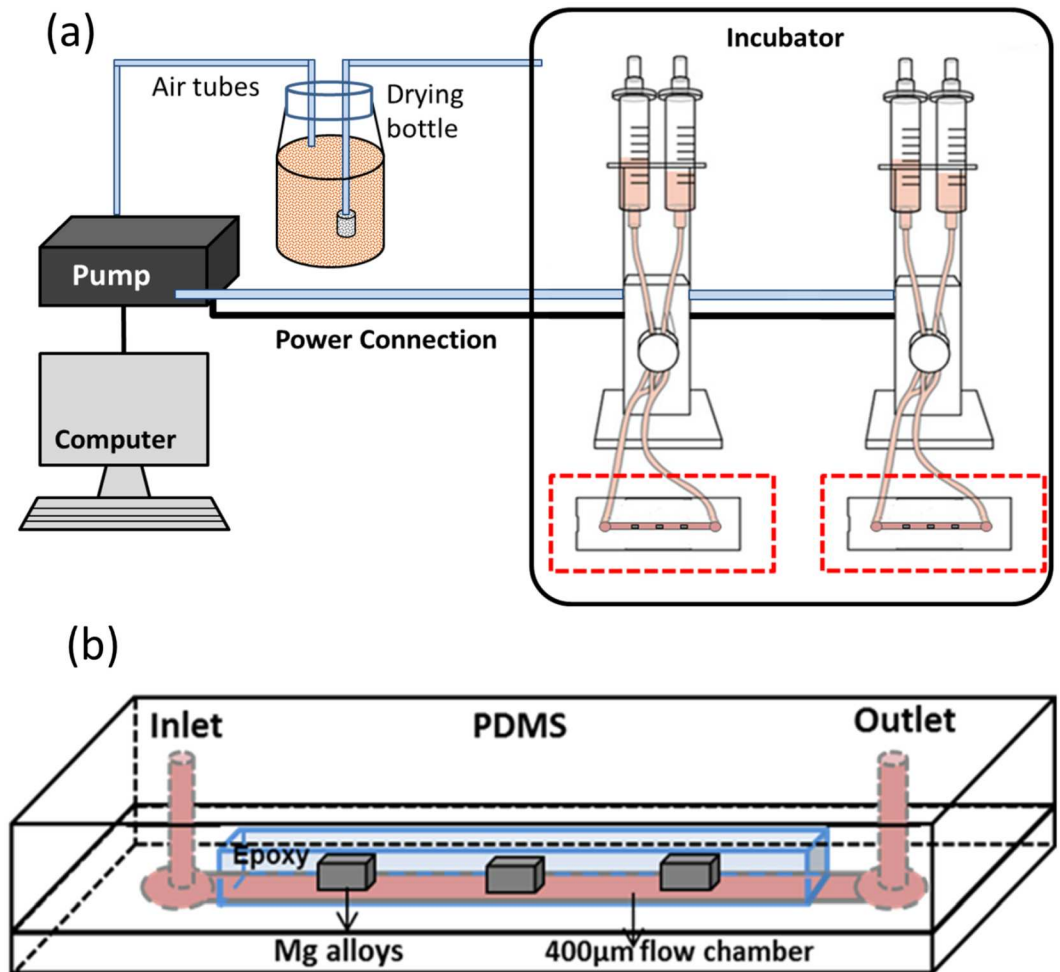 (a)
Incubator
Air tubes
Drying
bottle
Pump
Power Connection
Computer
(b)
Inlet
PDMS
Outlet
Epoxy
Mg alloys
400µm flow chamber